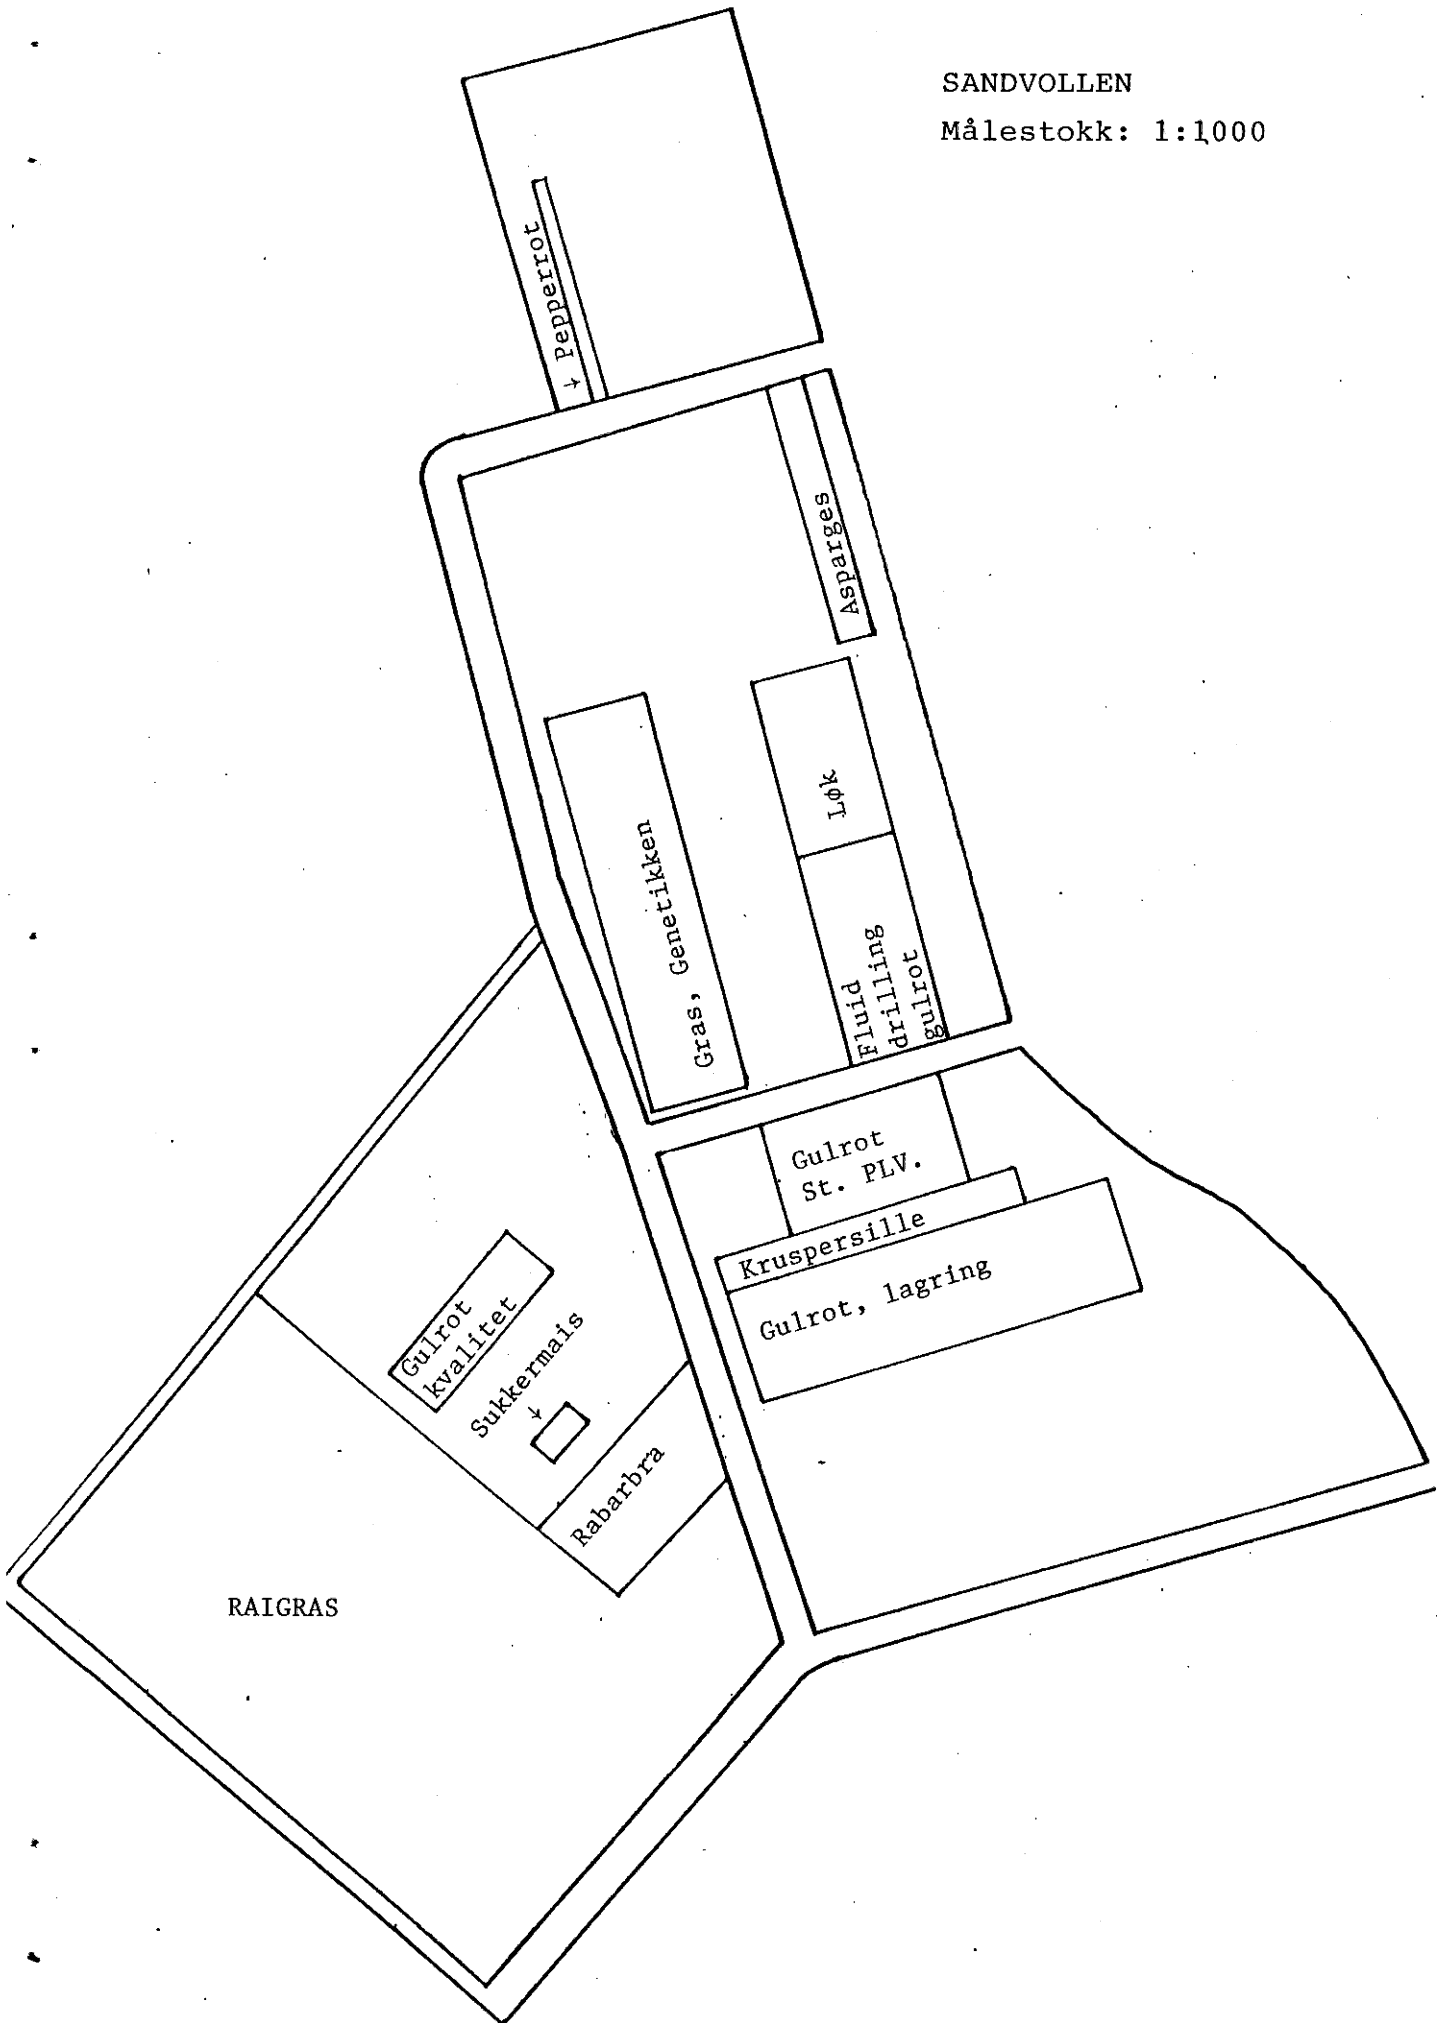 SANDVOLLEN
Målestokk: 1:1000
Pepperrot
Asparges
Løk
Gras, Genetikken
Fluid
drilling
gulrot
Gulrot
St. PLV.
Kruspersille
Gulrot, lagring
Gulrot
kvalitet
Sukkermais
Rabarbra
RAIGRAS